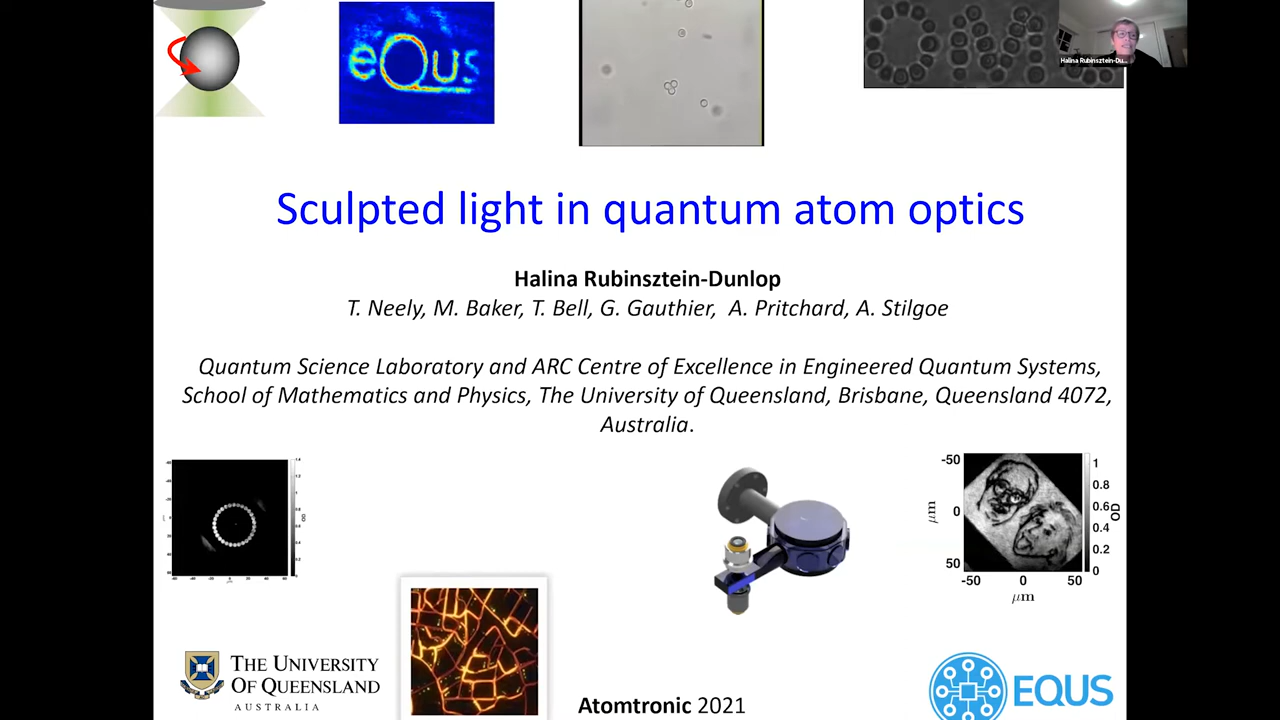 eQus
Halina Rubinsztein-Du...
Sculpted light in quantum atom optics
Halina Rubinsztein-Dunlop
T. Neely, M. Baker, T. Bell, G. Gauthier, A. Pritchard, A. Stilgoe
Quantum Science Laboratory and ARC Centre of Excellence in Engineered Quantum Systems,
School of Mathematics and Physics, The University of Queensland, Brisbane, Queensland 4072,
Australia.
-50
0
50
μm
-50 0 50
μm
1
0.8
0.6
0.4
0.2
0
OD
THE UNIVERSITY
OF QUEENSLAND
AUSTRALIA
Atomtronic 2021
EQUS